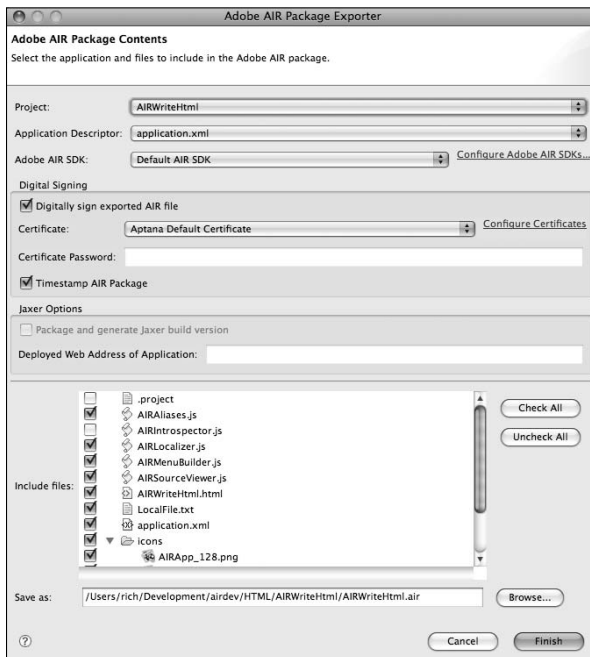 Adobe AIR Package Exporter
Adobe AIR Package Contents
Select the application and files to include in the Adobe AIR package.
Project: AIRWriteHtml
Application Descriptor: application.xml
Adobe AIR SDK: Default AIR SDK Configure Adobe AIR SDKs...
Digital Signing
Digitally sign exported AIR file
Certificate: Aptana Default Certificate Configure Certificates
Certificate Password:
Timestamp AIR Package
Jaxer Options
Package and generate Jaxer build version
Deployed Web Address of Application:
.project
AIRAliases.js
Check All
AIRIntrospector.js
AIRLocalizer.js
Uncheck All
AIRMenuBuilder.js
AIRSourceViewer.js
Include files: AIRWriteHtml.html
LocalFile.txt
application.xml
icons
AIRApp_128.png
Save as: /Users/rich/Development/airdev/HTML/AIRWriteHtml/AIRWriteHtml.air Browse...
? Cancel Finish